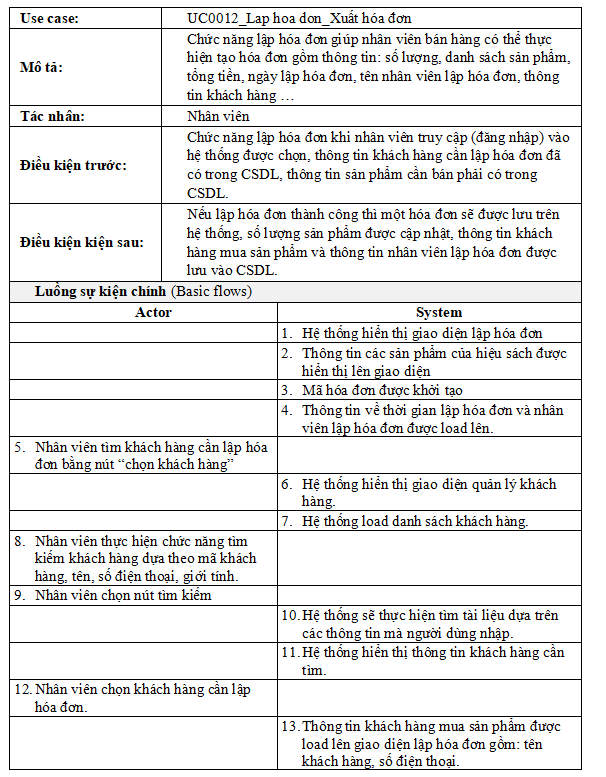 Use case: UC0012_Lap hoa don_Xuất hóa đơn
Mô tả:
Chức năng lập hóa đơn giúp nhân viên bán hàng có thể thực
hiện tạo hóa đơn gồm thông tin: số lượng, danh sách sản phẩm,
tổng tiền, ngày lập hóa đơn, tên nhân viên lập hóa đơn, thông
tin khách hàng …
Tác nhân: Nhân viên
Điều kiện trước:
Chức năng lập hóa đơn khi nhân viên truy cập (đăng nhập) vào
hệ thống được chọn, thông tin khách hàng cần lập hóa đơn đã
có trong CSDL, thông tin sản phẩm cần bán phải có trong
CSDL.
Điều kiện kiện sau:
Nếu lập hóa đơn thành công thì một hóa đơn sẽ được lưu trên
hệ thống, số lượng sản phẩm được cập nhật, thông tin khách
hàng mua sản phẩm và thông tin nhân viên lập hóa đơn được
lưu vào CSDL.
Luồng sự kiện chính (Basic flows)
Actor System
1. Hệ thống hiển thị giao diện lập hóa đơn
2. Thông tin các sản phẩm của hiệu sách được
hiển thị lên giao diện
3. Mã hóa đơn được khởi tạo
4. Thông tin về thời gian lập hóa đơn và nhân
viên lập hóa đơn được load lên.
5. Nhân viên tìm khách hàng cần lập hóa
đơn bằng nút “chọn khách hàng”
6. Hệ thống hiển thị giao diện quản lý khách
hàng.
7. Hệ thống load danh sách khách hàng.
8. Nhân viên thực hiện chức năng tìm
kiếm khách hàng dựa theo mã khách
hàng, tên, số điện thoại, giới tính.
9. Nhân viên chọn nút tìm kiếm
10. Hệ thống sẽ thực hiện tìm tài liệu dựa trên
các thông tin mà người dùng nhập.
11. Hệ thống hiển thị thông tin khách hàng cần
tìm.
12. Nhân viên chọn khách hàng cần lập
hóa đơn.
13. Thông tin khách hàng mua sản phẩm được
load lên giao diện lập hóa đơn gồm: tên
khách hàng, số điện thoại.